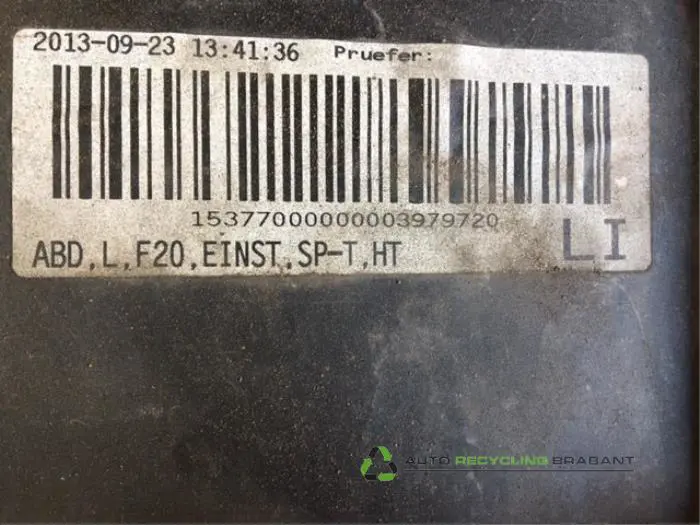 2013-09-23 13:41:36 Pruefer:
15377000000003979720
ABD,L,F20,EINST,SP-T,HT
LI
AUTO RECYCLING BRABANT